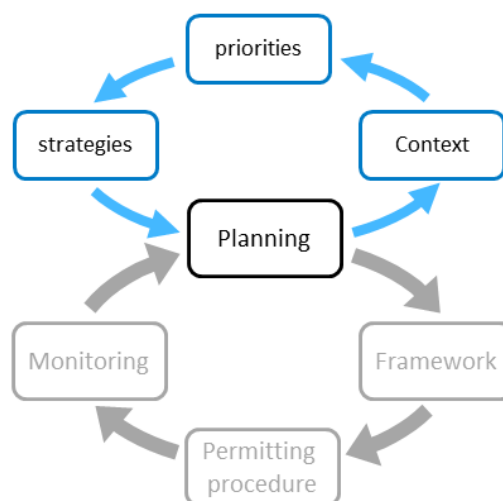 priorities
strategies
Context
Planning
Monitoring
Framework
Permitting
procedure